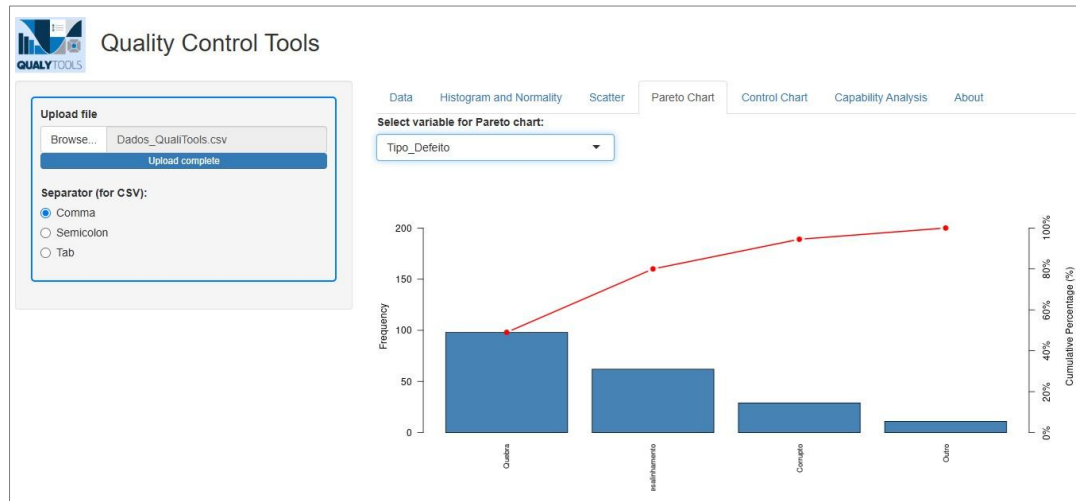 QUALYTOOLS
Quality Control Tools
Upload file
Browse...
Dados_QualiTools.csv
Upload complete
Separator (for CSV):
Comma
Semicolon
Tab
Data
Histogram and Normality
Scatter
Pareto Chart
Control Chart
Capability Analysis
About
Select variable for Pareto chart:
Tipo_Defeito
Frequency
200
150
100
50
0
100%
80%
60%
40%
20%
0%
Cumulative Percentage (%)
Quebra
esalinhamento
Corrupto
Outro